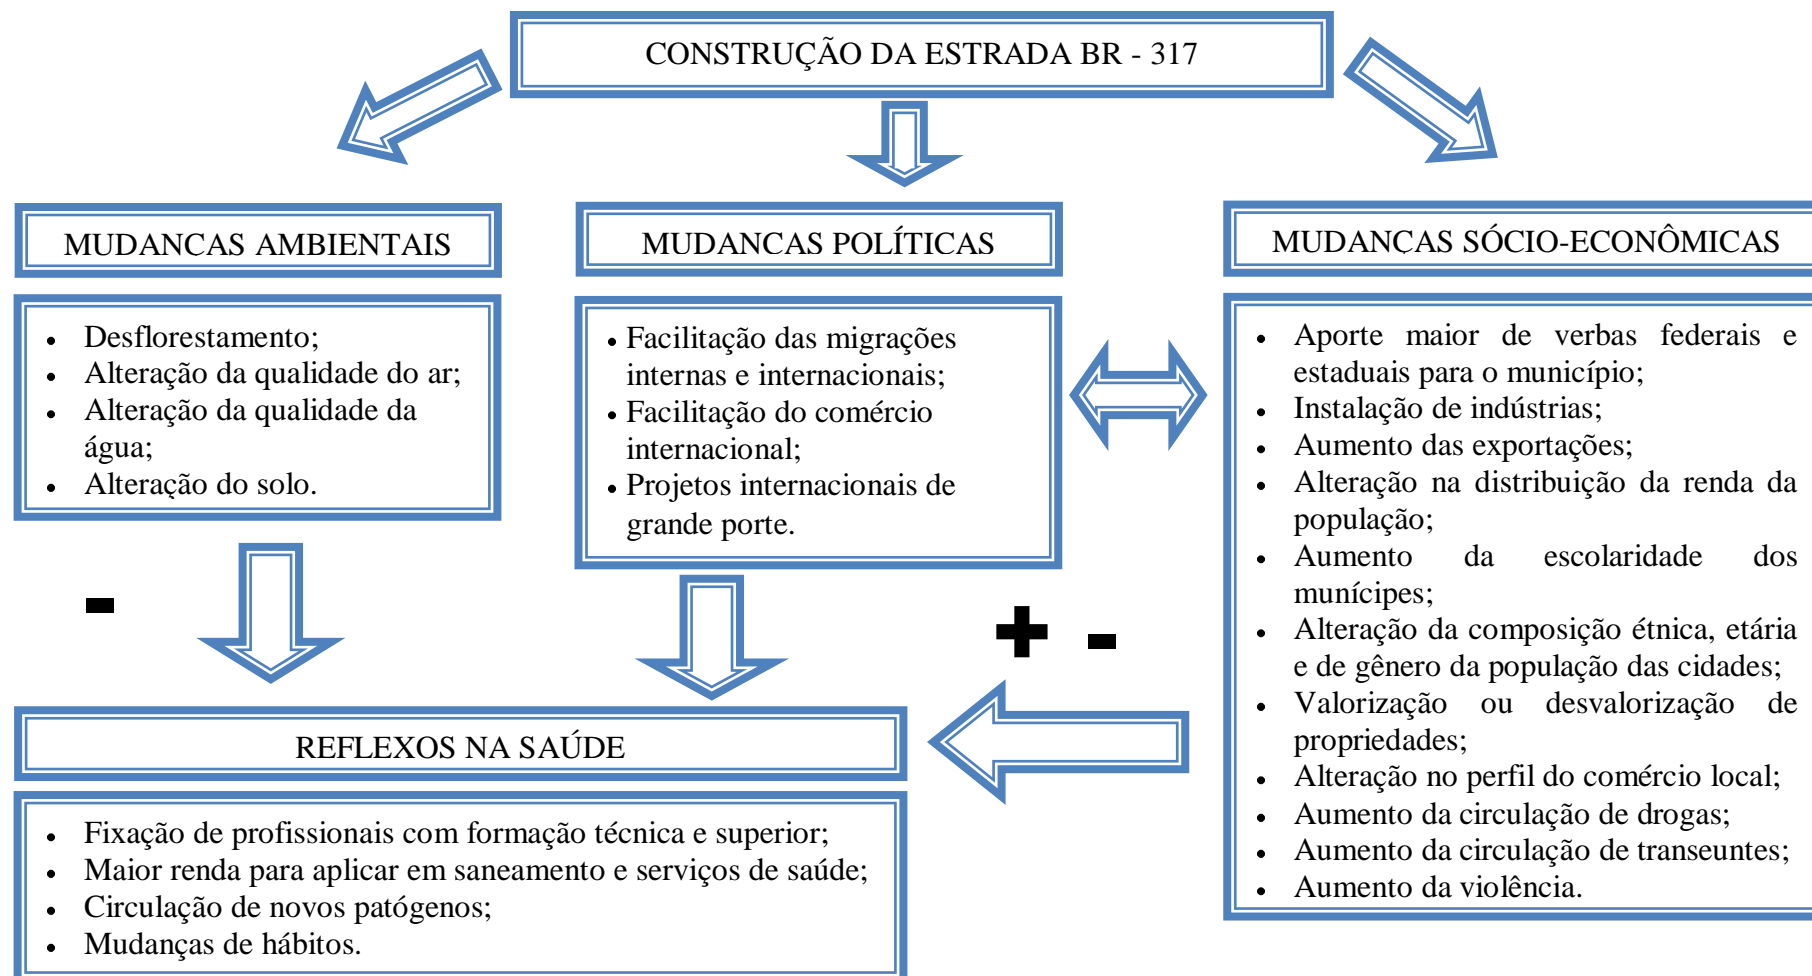 CONSTRUÇÃO DA ESTRADA BR - 317
MUDANCAS AMBIENTAIS
• Desflorestamento;
• Alteração da qualidade do ar;
• Alteração da qualidade da
água;
• Alteração do solo.
MUDANCAS POLÍTICAS
• Facilitação das migrações
internas e internacionais;
• Facilitação do comércio
internacional;
• Projetos internacionais de
grande porte.
MUDANÇAS SÓCIO-ECONÔMICAS
• Aporte maior de verbas federais e
estaduais para o município;
• Instalação de indústrias;
• Aumento das exportações;
• Alteração na distribuição da renda da
população;
• Aumento da escolaridade dos
munícipes;
• Alteração da composição étnica, etária
e de gênero da população das cidades;
• Valorização ou desvalorização de
propriedades;
• Alteração no perfil do comércio local;
• Aumento da circulação de drogas;
• Aumento da circulação de transeuntes;
• Aumento da violência.
-
+ -
REFLEXOS NA SAÚDE
• Fixação de profissionais com formação técnica e superior;
• Maior renda para aplicar em saneamento e serviços de saúde;
• Circulação de novos patógenos;
• Mudanças de hábitos.